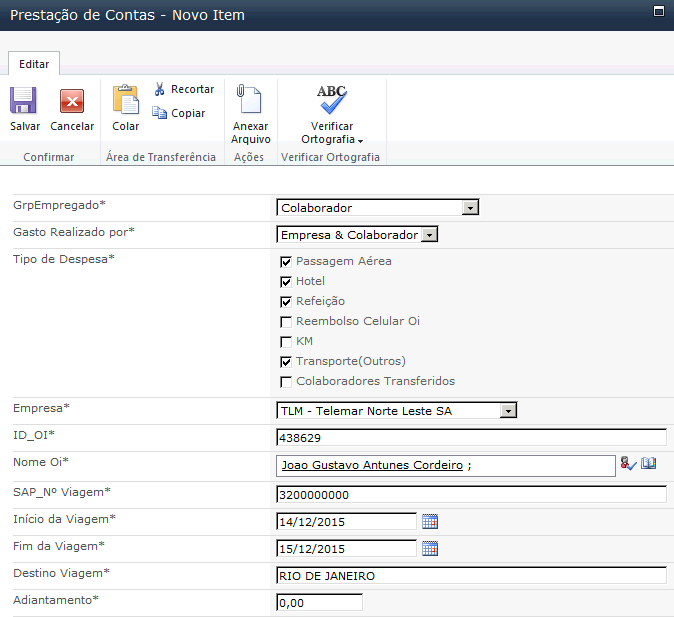 Prestação de Contas - Novo Item
Editar
Salvar
Cancelar
Colar
Recortar
Copiar
Anexar
Arquivo
ABC
Verificar
Ortografia
Confirmar
Área de Transferência
Ações
Verificar Ortografia
GrpEmpregado* Colaborador
Gasto Realizado por* Empresa & Colaborador
Tipo de Despesa* Passagem Aérea
Hotel
Refeição
Reembolso Celular Oi
KM
Transporte(Outros)
Colaboradores Transferidos
Empresa* TLM - Telemar Norte Leste SA
ID_OI* 438629
Nome Oi* Joao Gustavo Antunes Cordeiro ;
SAP_Nº Viagem* 3200000000
Início da Viagem* 14/12/2015
Fim da Viagem* 15/12/2015
Destino Viagem* RIO DE JANEIRO
Adiantamento* 0,00